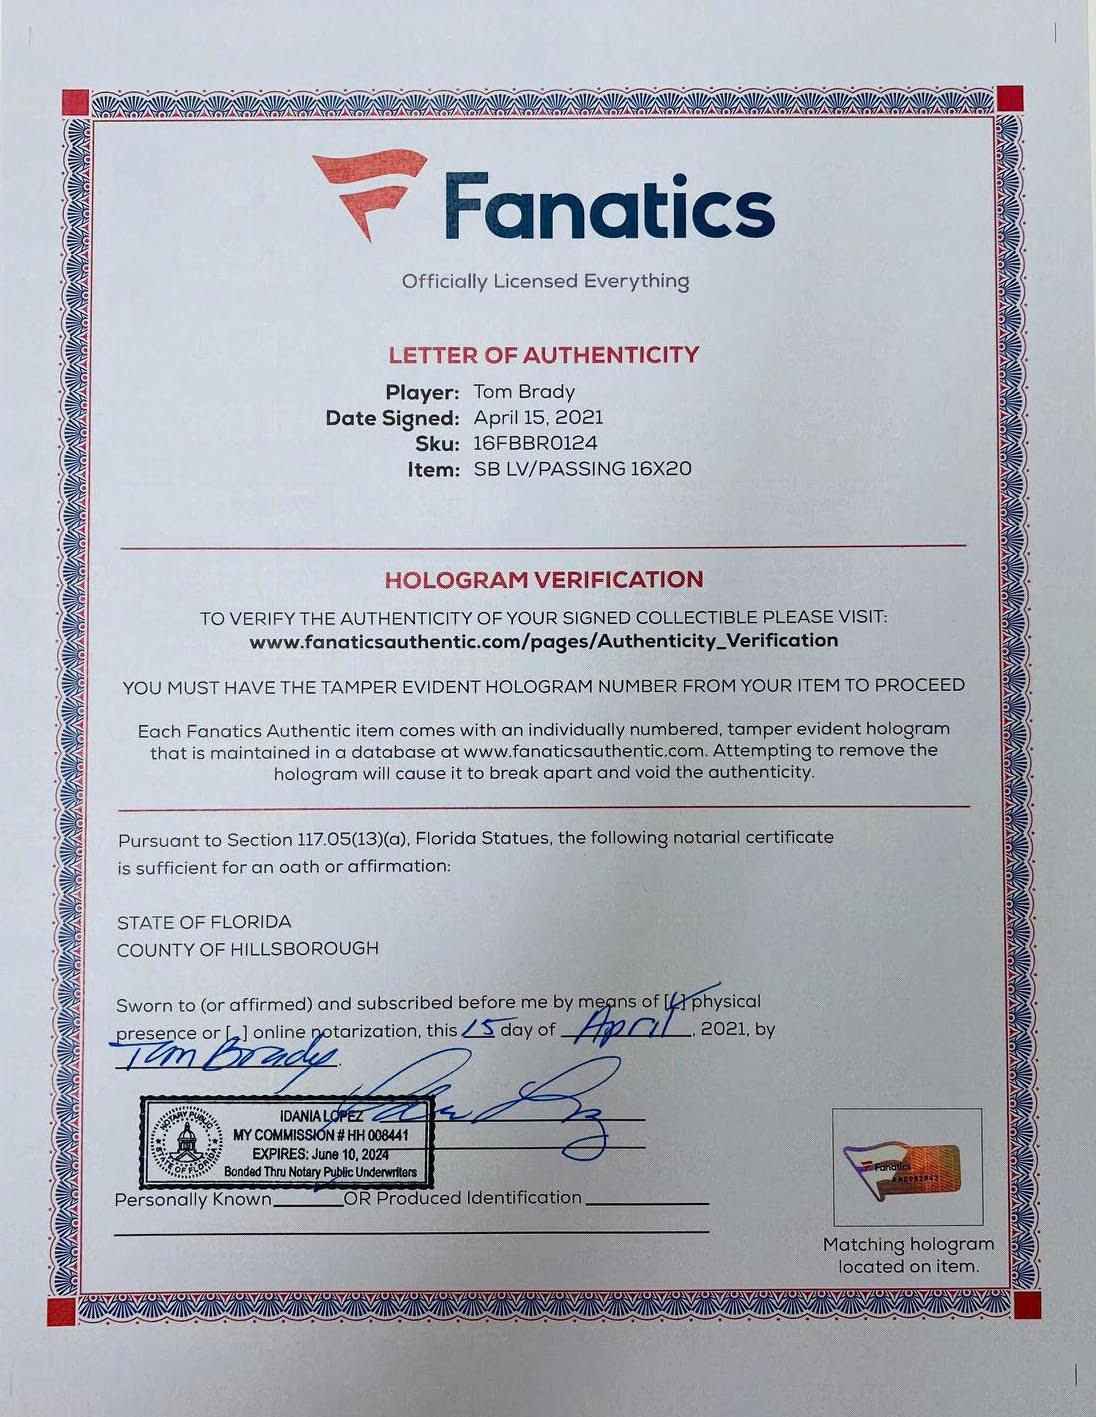 Fanatics
Officially Licensed Everything
LETTER OF AUTHENTICITY
Player: Tom Brady
Date Signed: April 15, 2021
Sku: 16FBBR0124
Item: SB LV/PASSING 16X20
HOLOGRAM VERIFICATION
TO VERIFY THE AUTHENTICITY OF YOUR SIGNED COLLECTIBLE PLEASE VISIT:
www.fanaticsauthentic.com/pages/Authenticity_Verification
YOU MUST HAVE THE TAMPER EVIDENT HOLOGRAM NUMBER FROM YOUR ITEM TO PROCEED
Each Fanatics Authentic item comes with an individually numbered, tamper evident hologram
that is maintained in a database at www.fanaticsauthentic.com. Attempting to remove the
hologram will cause it to break apart and void the authenticity.
Pursuant to Section 117.05(13)(a), Florida Statues, the following notarial certificate
is sufficient for an oath or affirmation:
STATE OF FLORIDA
COUNTY OF HILLSBOROUGH
Sworn to (or affirmed) and subscribed before me by means of [✓] physical
presence or [_] online notarization, this 15 day of April, 2021, by
Tom Brady.
NOTARY PUBLIC
STATE OF FLORIDA
IDANIA LOPEZ
MY COMMISSION # HH 008441
EXPIRES: June 10, 2024
Bonded Thru Notary Public Underwriters
Personally Known______OR Produced Identification__________
Fanatics
Matching hologram
located on item.